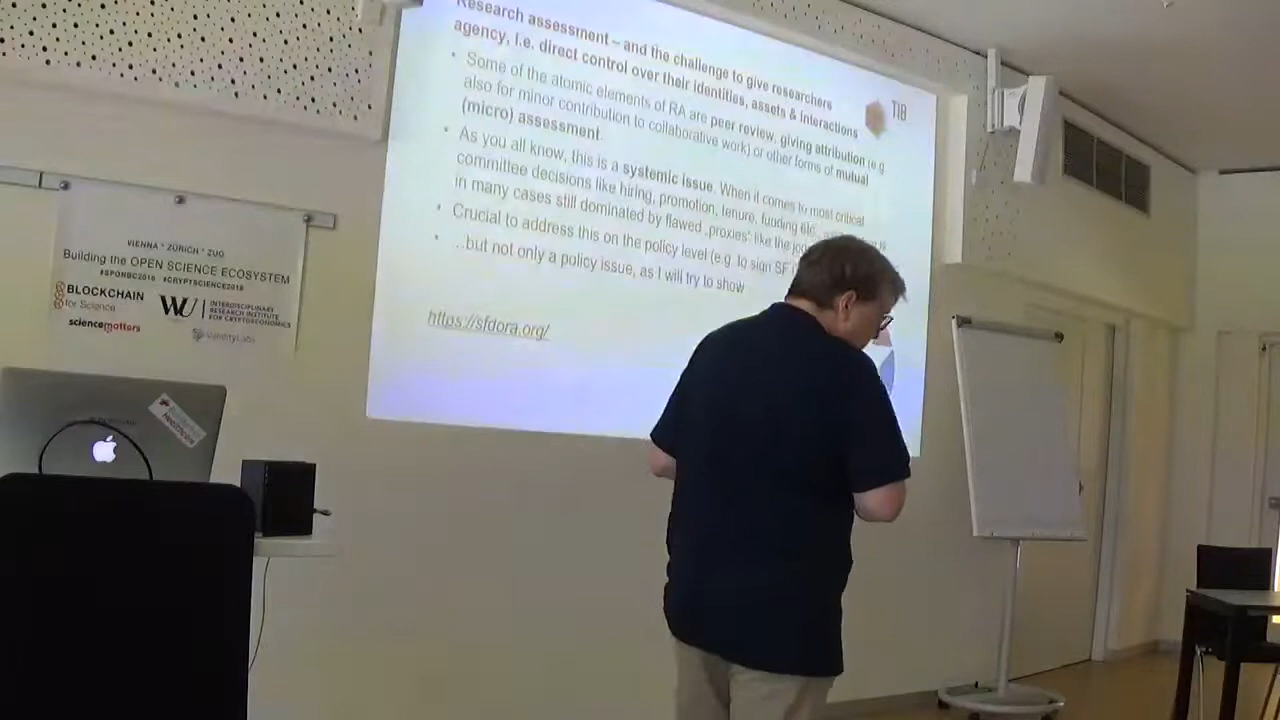 Research assessment – and the challenge to give researchers
agency, i.e. direct control over their identities, assets & interactions
TIB
• Some of the atomic elements of RA are peer review, giving attribution (e.g
also for minor contribution to collaborative work) or other forms of mutual
(micro) assessment.
• As you all know, this is a systemic issue. When it comes to most critical
committee decisions like hiring, promotion, tenure, funding etc.
in many cases still dominated by flawed „proxies‟ like the
• Crucial to address this on the policy level (e.g. to sign SF
• ..but not only a policy issue, as I will try to show
https://sfdora.org/
VIENNA * ZÜRICH * ZUG
Building the OPEN SCIENCE ECOSYSTEM
#SPONBC2018 #CRYPTSCIENCE2018
BLOCKCHAIN
for Science
WU
INTERDISCIPLINARY
RESEARCH INSTITUTE
FOR CRYPTOECONOMICS
sciencematters
validityLabs